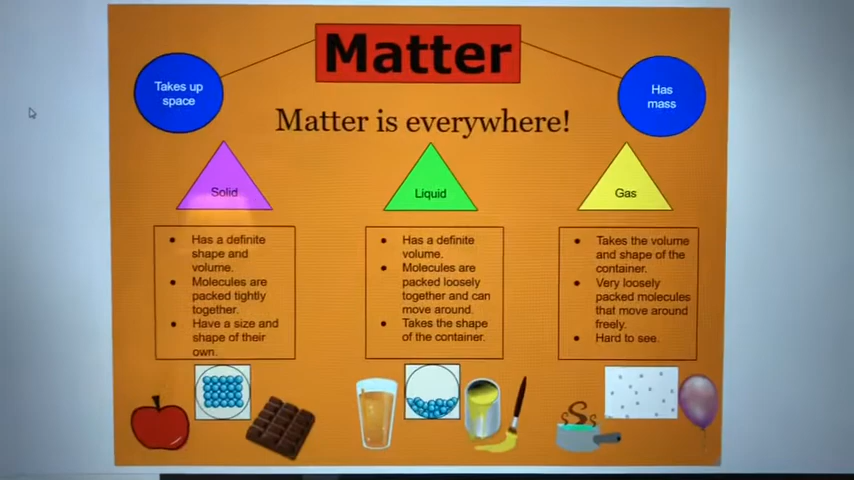 Matter
Takes up
space
Has
mass
Matter is everywhere!
Solid
Liquid
Gas
• Has a definite
shape and
volume.
• Molecules are
packed tightly
together.
• Have a size and
shape of their
own.
• Has a definite
volume.
• Molecules are
packed loosely
together and can
move around.
• Takes the shape
of the container.
• Takes the volume
and shape of the
container.
• Very loosely
packed molecules
that move around
freely.
• Hard to see.